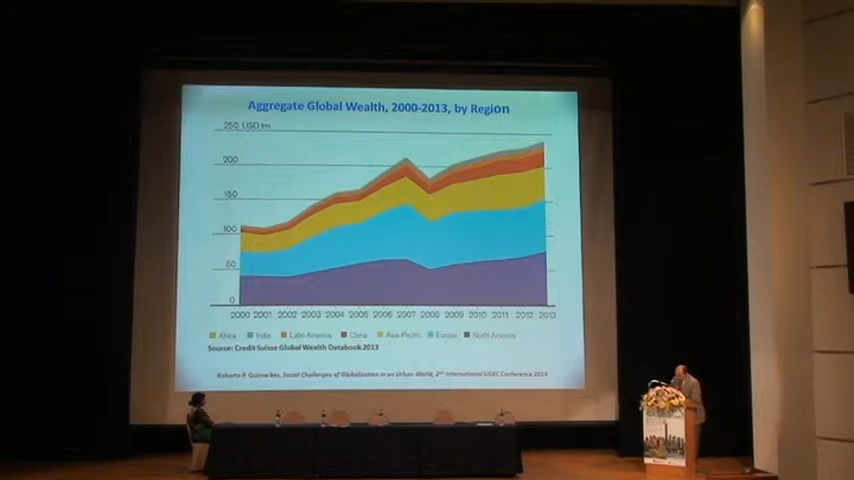 Aggregate Global Wealth, 2000-2013, by Region
250 USD trn
200
150
100
50
0
2000 2001 2002 2003 2004 2005 2006 2007 2008 2009 2010 2011 2012 2013
Africa India Latin America China Asia-Pacific Europe North America
Source: Credit Suisse Global Wealth Databook 2013
Roberto P. Guimarães, Social Challenges of Globalization in an Urban World, 2nd International UGEC Conference 2014